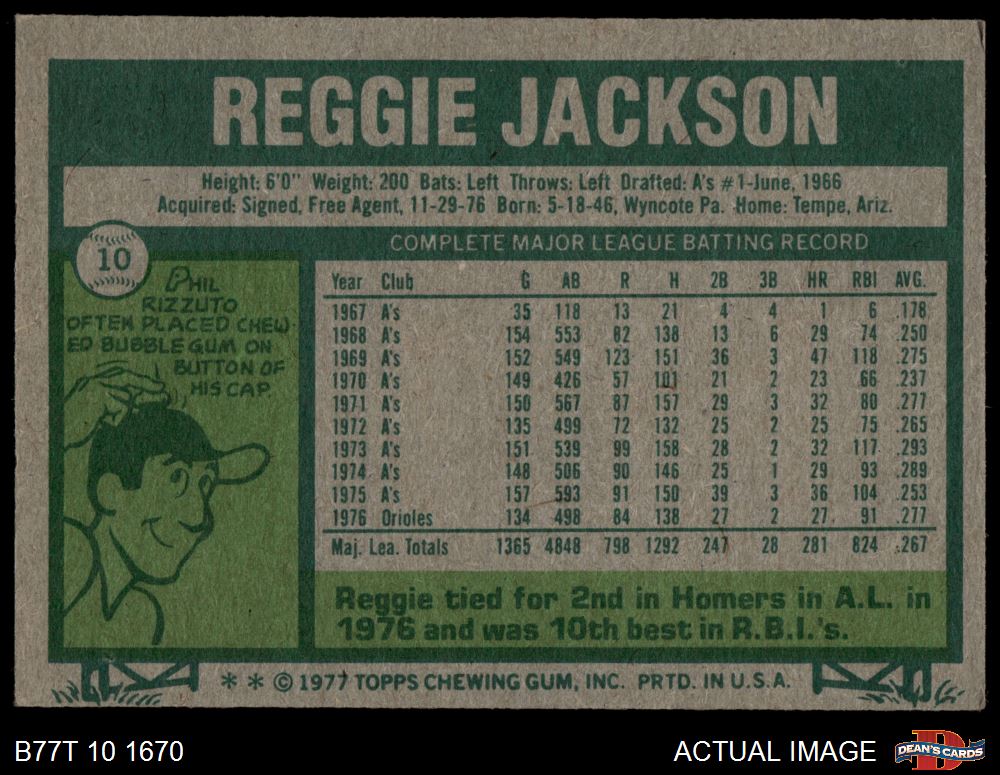 REGGIE JACKSON
Height: 6'0" Weight: 200 Bats: Left Throws: Left Drafted: A's #1-June, 1966
Acquired: Signed, Free Agent, 11-29-76 Born: 5-18-46, Wyncote Pa. Home: Tempe, Ariz.
10
PHIL
RIZZUTO
OFTEN PLACED CHEW-
ED BUBBLE GUM ON
BUTTON OF
HIS CAP.
COMPLETE MAJOR LEAGUE BATTING RECORD
Year Club G AB R H 2B 3B HR RBI AVG.
1967 A's 35 118 13 21 4 4 1 6 .178
1968 A's 154 553 82 138 13 6 29 74 .250
1969 A's 152 549 123 151 36 3 47 118 .275
1970 A's 149 426 57 101 21 2 23 66 .237
1971 A's 150 567 87 157 29 3 32 80 .277
1972 A's 135 499 72 132 25 2 25 75 .265
1973 A's 151 539 99 158 28 2 32 117 .293
1974 A's 148 506 90 146 25 1 29 93 .289
1975 A's 157 593 91 150 39 3 36 104 .253
1976 Orioles 134 498 84 138 27 2 27 91 .277
Maj. Lea. Totals 1365 4848 798 1292 247 28 281 824 .267
Reggie tied for 2nd in Homers in A.L. in
1976 and was 10th best in R.B.I.'s.
* * © 1977 TOPPS CHEWING GUM, INC. PRTD. IN U.S.A.
B77T 10 1670
ACTUAL IMAGE
D
DEAN'S CARDS